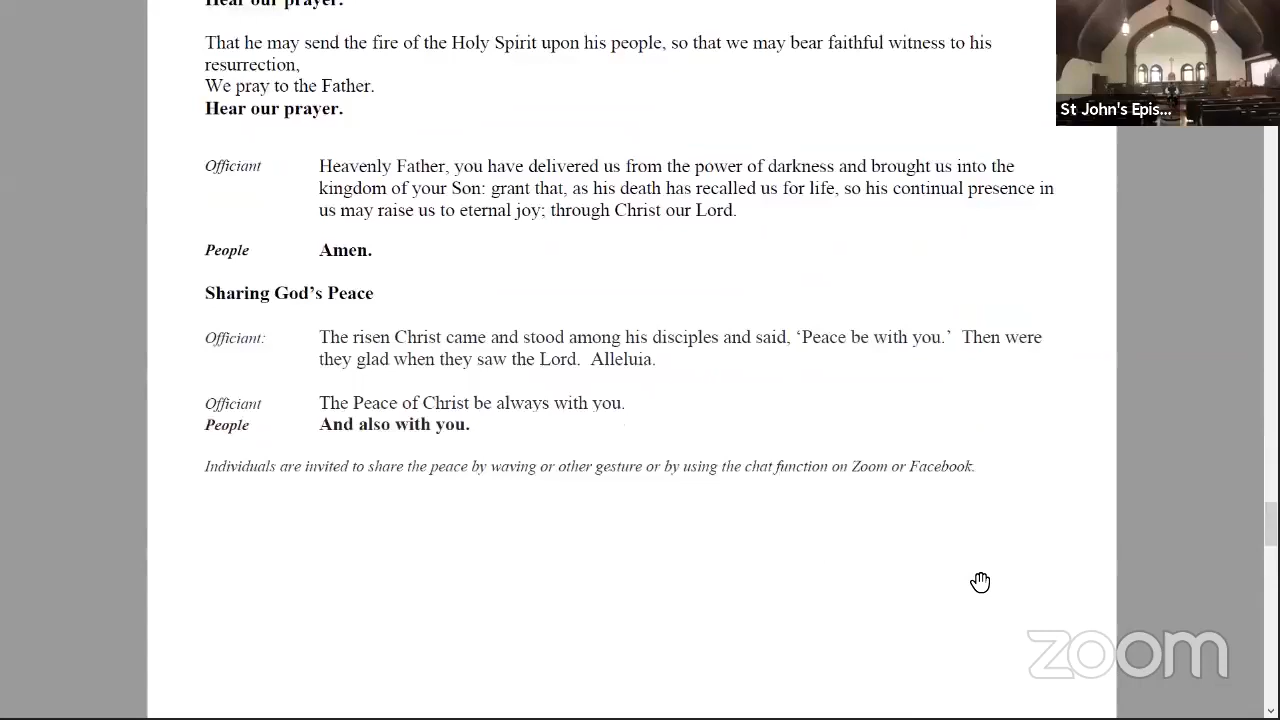 Hear our prayer.
That he may send the fire of the Holy Spirit upon his people, so that we may bear faithful witness to his
resurrection,
We pray to the Father.
Hear our prayer.
St John's Epis...
Officiant Heavenly Father, you have delivered us from the power of darkness and brought us into the
kingdom of your Son: grant that, as his death has recalled us for life, so his continual presence in
us may raise us to eternal joy; through Christ our Lord.
People Amen.
Sharing God’s Peace
Officiant: The risen Christ came and stood among his disciples and said, ‘Peace be with you.’ Then were
they glad when they saw the Lord. Alleluia.
Officiant The Peace of Christ be always with you.
People And also with you.
Individuals are invited to share the peace by waving or other gesture or by using the chat function on Zoom or Facebook.
zoom